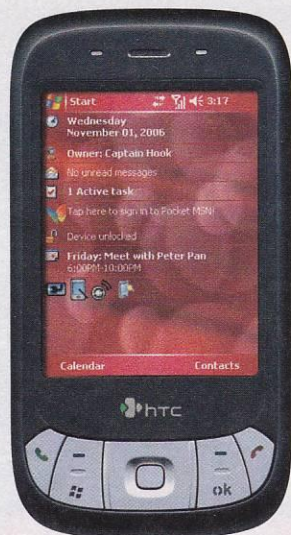 Start 3:17
Wednesday
November 01, 2006
Owner: Captain Hook
No unread messages
1 Active task
Tap here to sign in to Pocket MSN!
Device unlocked
Friday: Meet with Peter Pan
6:00PM-10:00PM
Calendar Contacts
hTC
ok